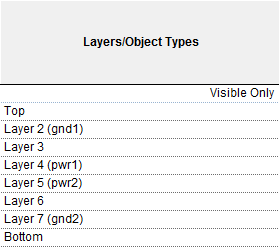 Layers/Object Types
Visible Only
Top
Layer 2 (gnd1)
Layer 3
Layer 4 (pwr1)
Layer 5 (pwr2)
Layer 6
Layer 7 (gnd2)
Bottom